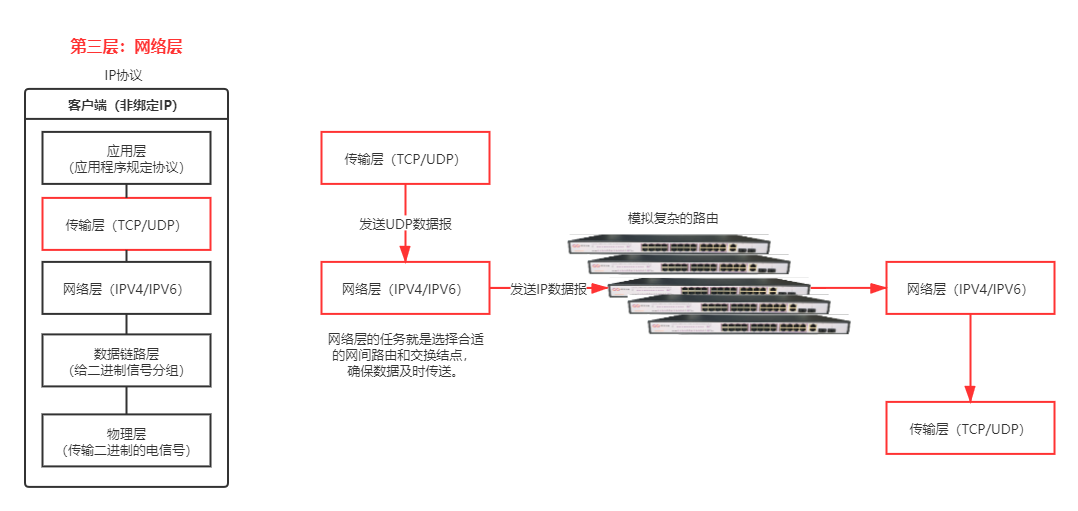 第三层：网络层
IP协议
客户端（非绑定IP）
应用层
（应用程序规定协议）
传输层（TCP/UDP）
网络层（IPV4/IPV6）
数据链路层
（给二进制信号分组）
物理层
（传输二进制的电信号）
传输层（TCP/UDP）
发送UDP数据报
网络层（IPV4/IPV6）
网络层的任务就是选择合适
的网间路由和交换结点，
确保数据及时传送。
发送IP数据报
模拟复杂的路由
网络层（IPV4/IPV6）
传输层（TCP/UDP）